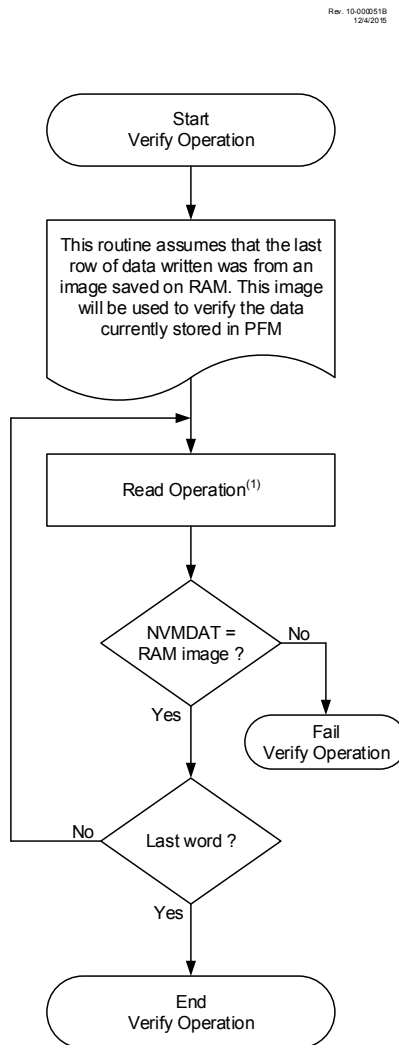 Rev. 10-000051B
12/4/2015
Start
Verify Operation
This routine assumes that the last
row of data written was from an
image saved on RAM. This image
will be used to verify the data
currently stored in PFM
Read Operation(1)
NVMDAT =
RAM image ?
No
Yes
Fail
Verify Operation
No
Last word ?
Yes
End
Verify Operation